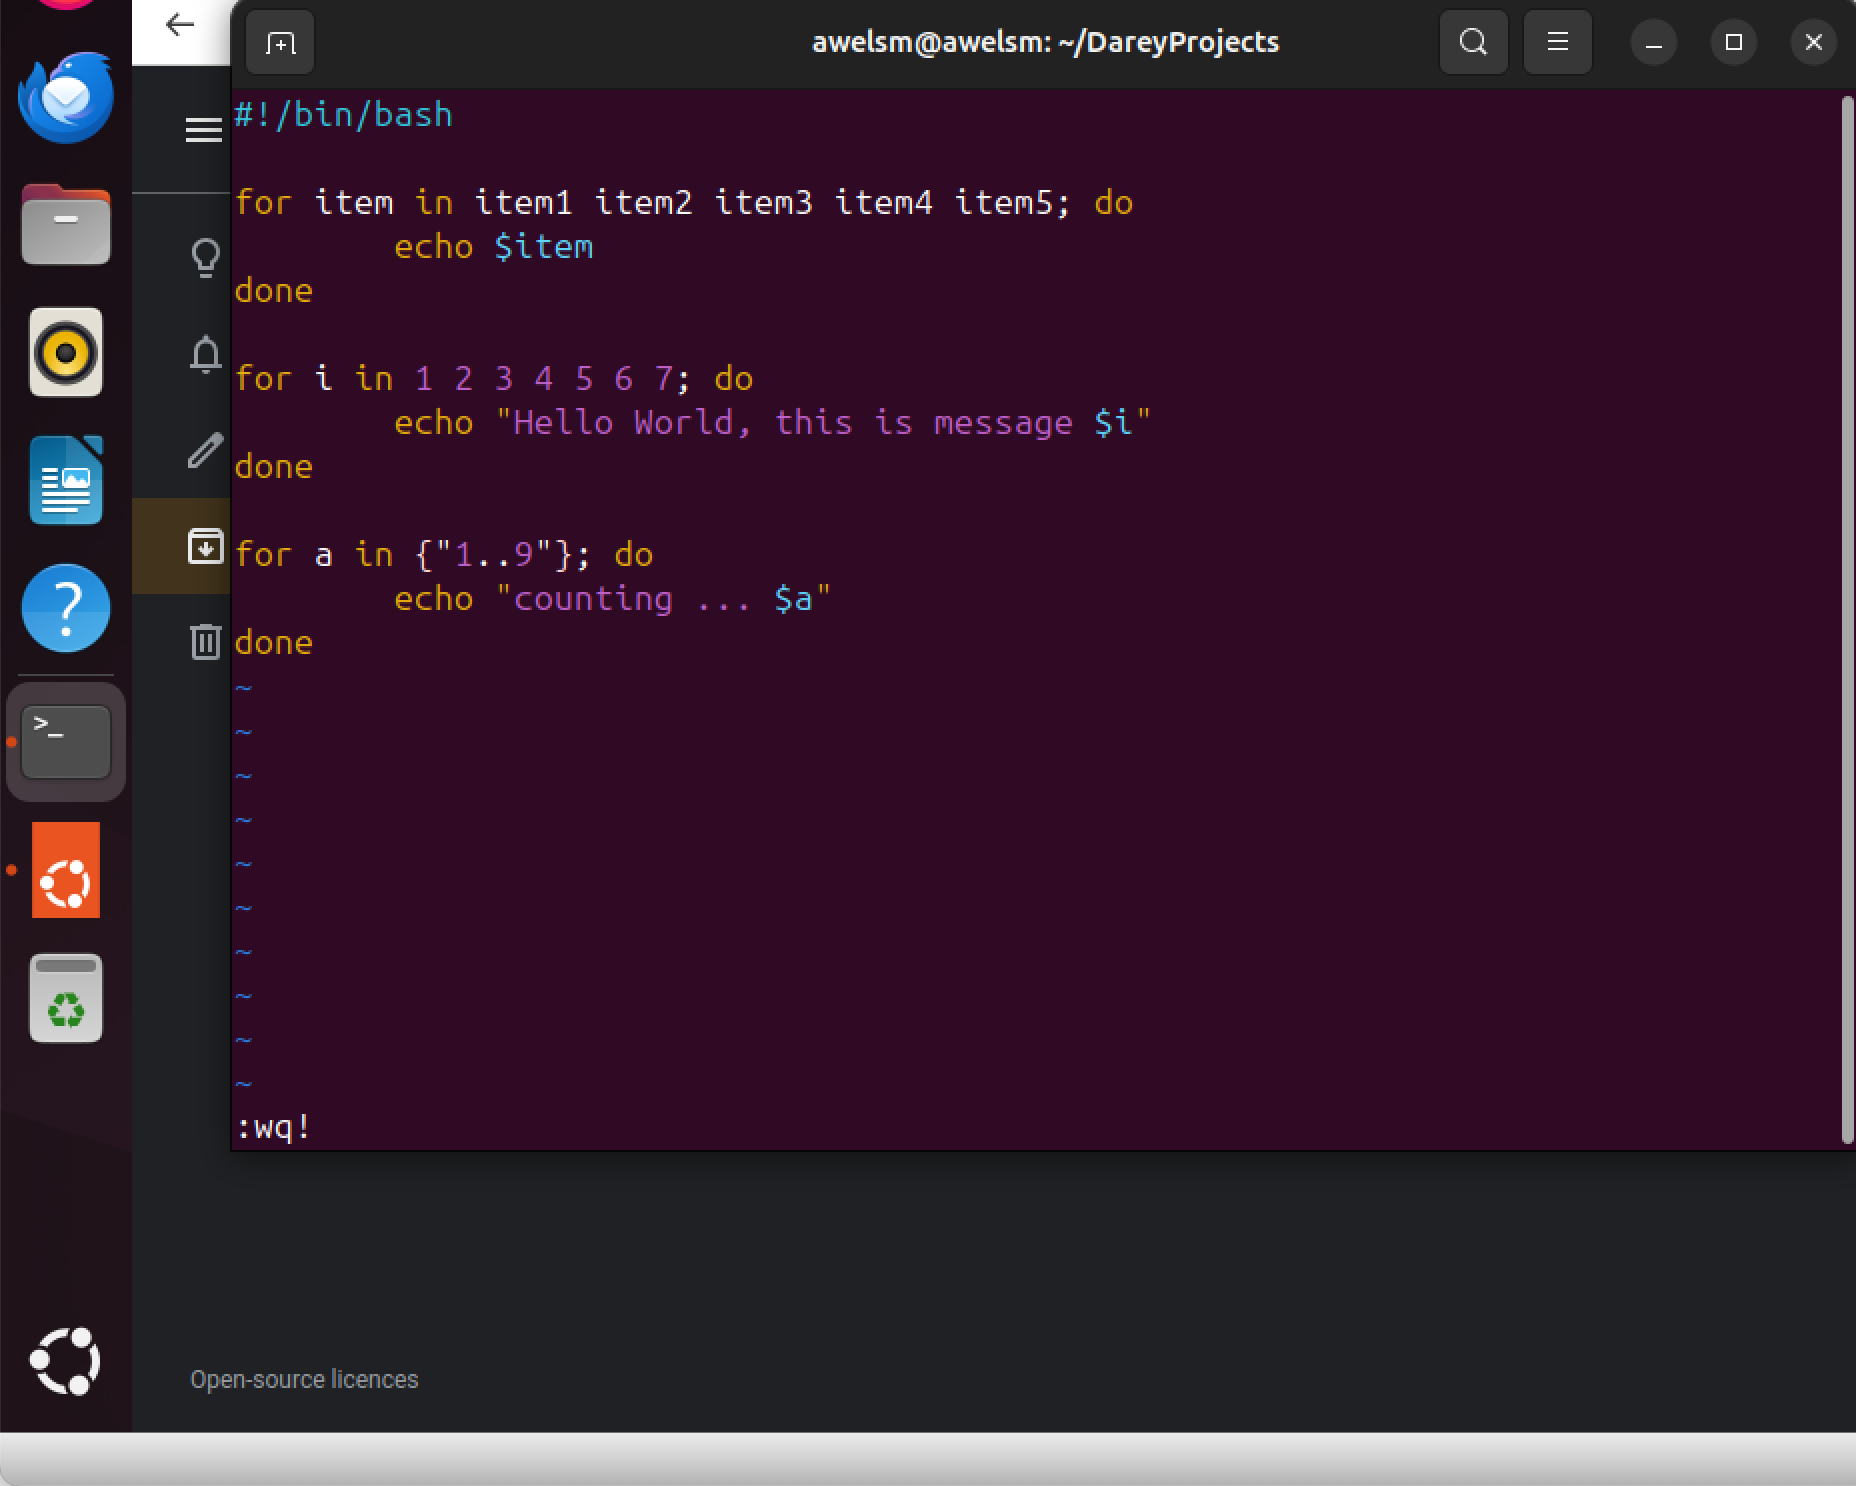 awelsm@awelsm: ~/DareyProjects
#!/bin/bash
for item in item1 item2 item3 item4 item5; do
echo $item
done
for i in 1 2 3 4 5 6 7; do
echo "Hello World, this is message $i"
done
for a in {"1..9"}; do
echo "counting ... $a"
done
~
~
~
~
~
~
~
~
~
~
:wq!
Open-source licences